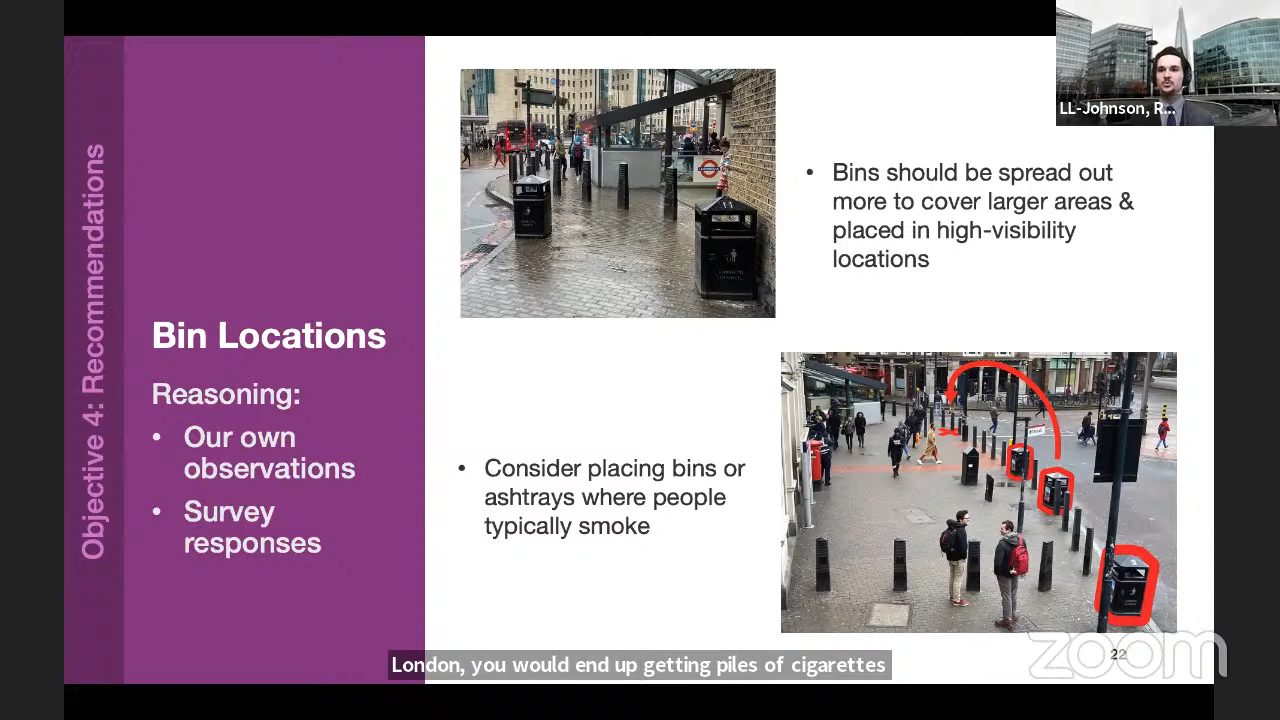 Objective 4: Recommendations
Bin Locations
Reasoning:
• Our own
observations
• Survey
responses
• Bins should be spread out
more to cover larger areas &
placed in high-visibility
locations
• Consider placing bins or
ashtrays where people
typically smoke
LL-Johnson, R...
London, you would end up getting piles of cigarettes
22
zoom